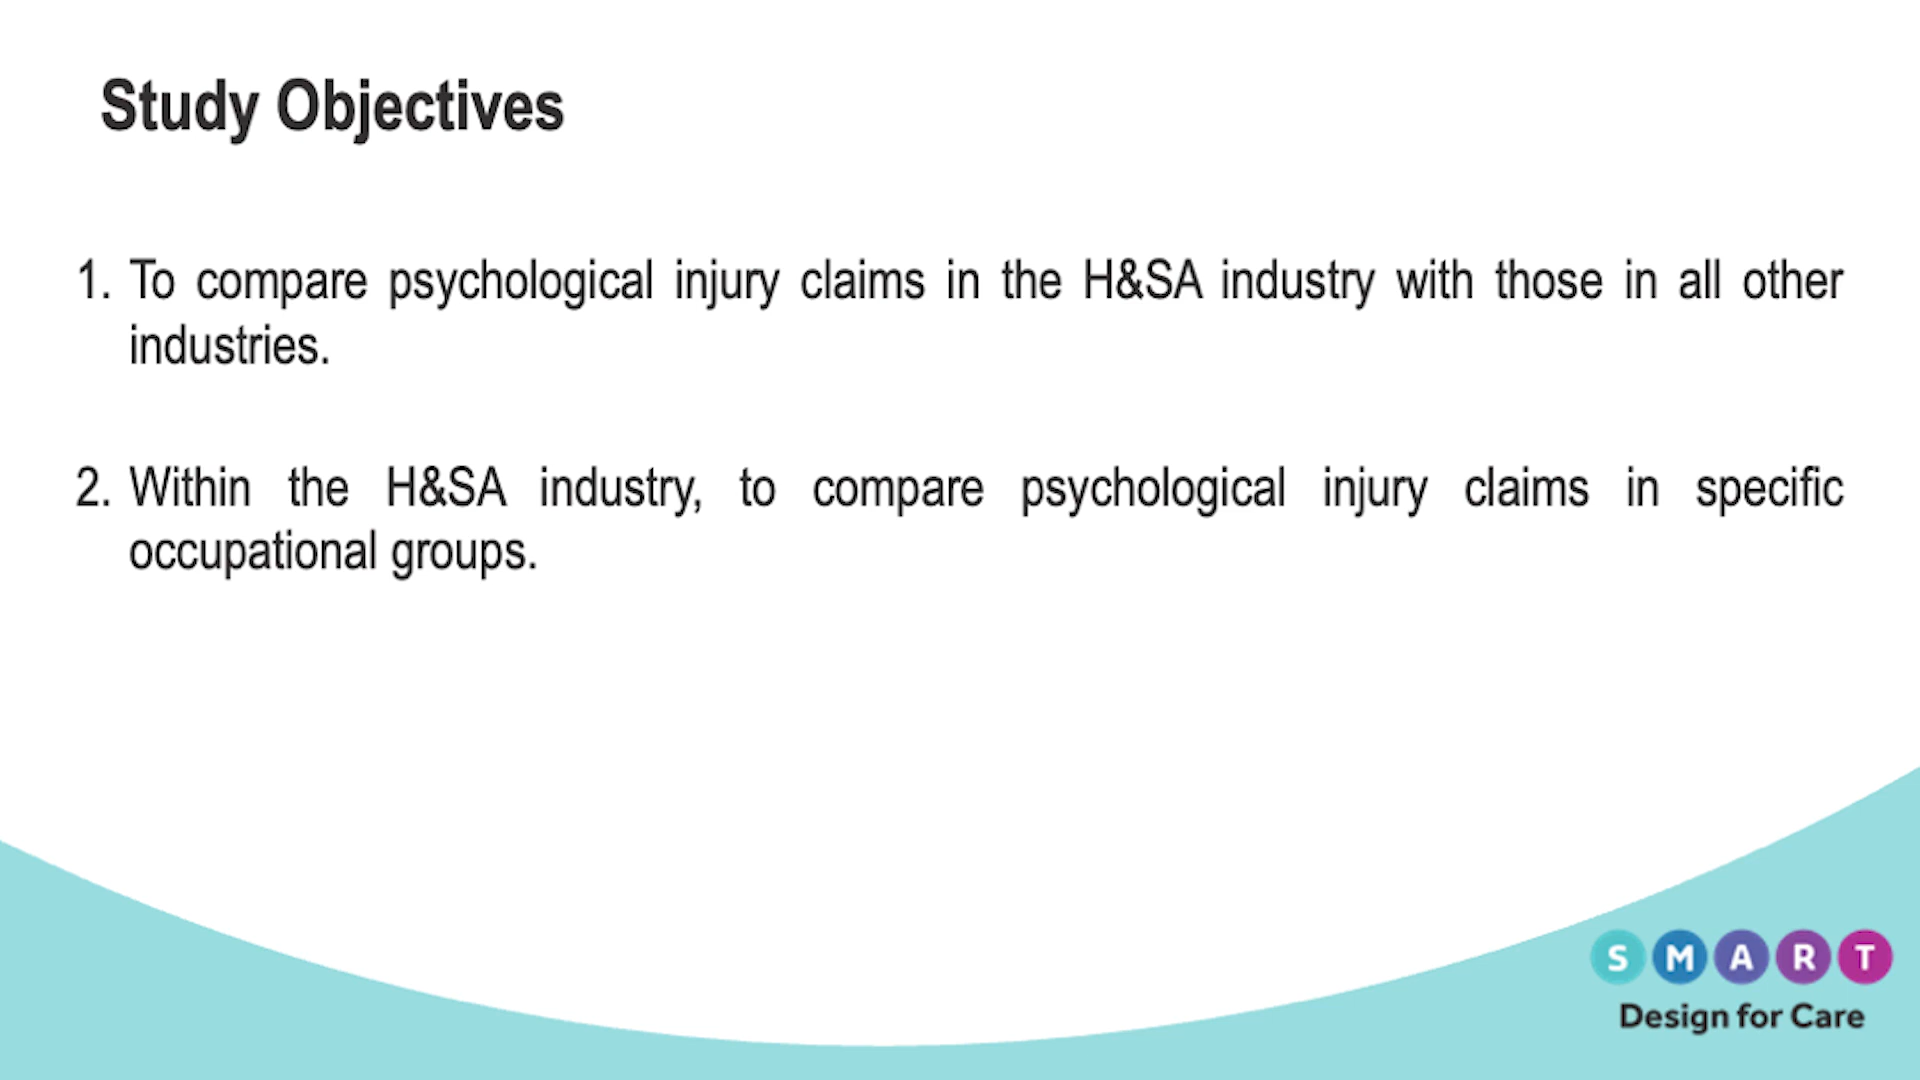 Study Objectives
1. To compare psychological injury claims in the H&SA industry with those in all other
industries.
2. Within the H&SA industry, to compare psychological injury claims in specific
occupational groups.
SMART
Design for Care